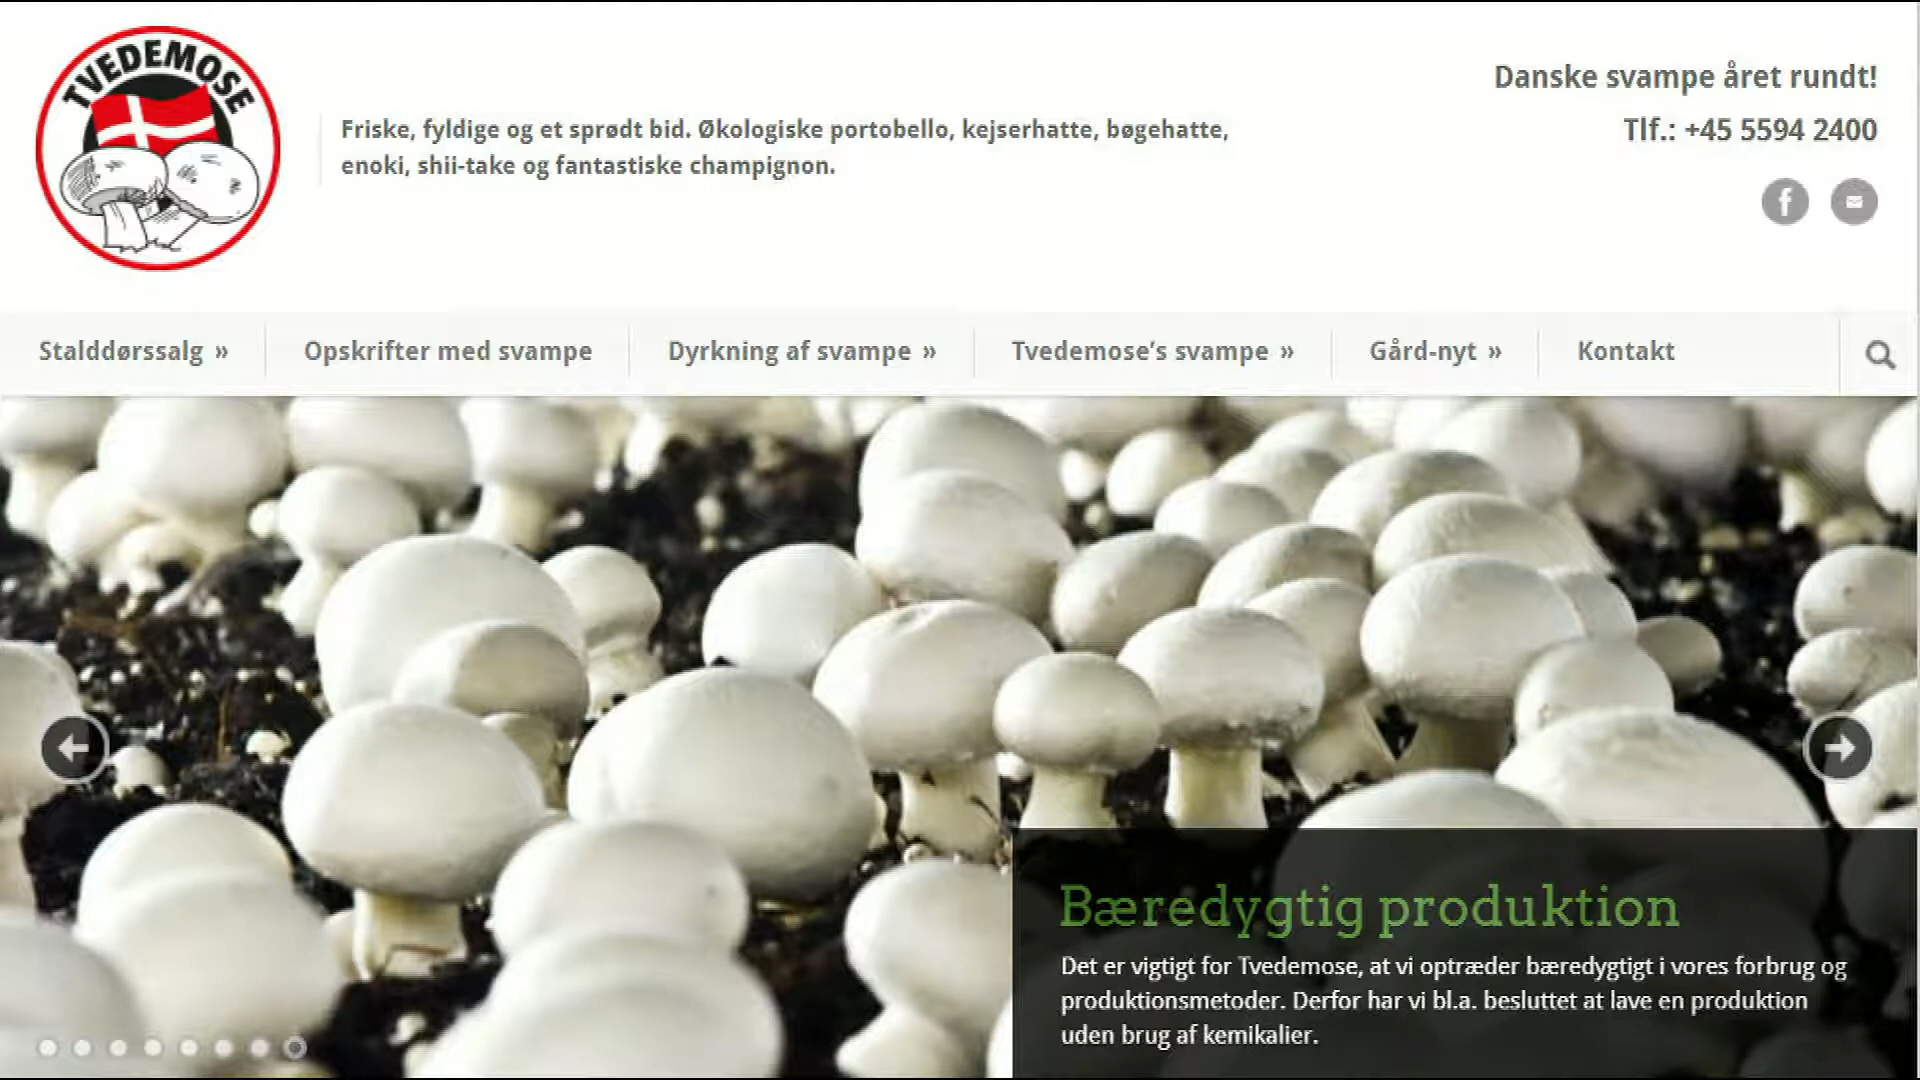 TVEDEMOSE
Friske, fyldige og et sprødt bid. Økologiske portobello, kejserhatte, bøgehatte,
enoki, shii-take og fantastiske champignon.
Danske svampe året rundt!
Tlf.: +45 5594 2400
Stalddørssalg »
Opskrifter med svampe
Dyrkning af svampe »
Tvedemose’s svampe »
Gård-nyt »
Kontakt
Bæredygtig produktion
Det er vigtigt for Tvedemose, at vi optræder bæredygtigt i vores forbrug og
produktionsmetoder. Derfor har vi bl.a. besluttet at lave en produktion
uden brug af kemikalier.